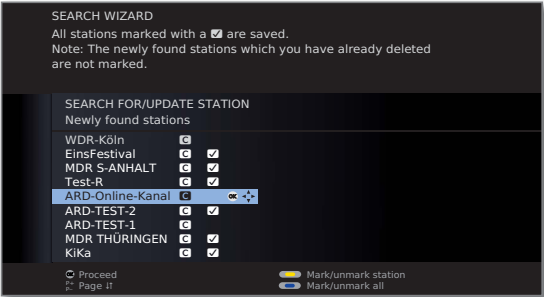 SEARCH WIZARD
All stations marked with a ✓ are saved.
Note: The newly found stations which you have already deleted
are not marked.
SEARCH FOR/UPDATE STATION
Newly found stations
WDR-Köln C
EinsFestival C ✓
MDR S-ANHALT C ✓
Test-R C ✓
ARD-Online-Kanal C OK
ARD-TEST-2 C ✓
ARD-TEST-1 C
MDR THÜRINGEN C ✓
KiKa C ✓
OK Proceed
Mark/unmark station
P+ P- Page ↓↑
Mark/unmark all